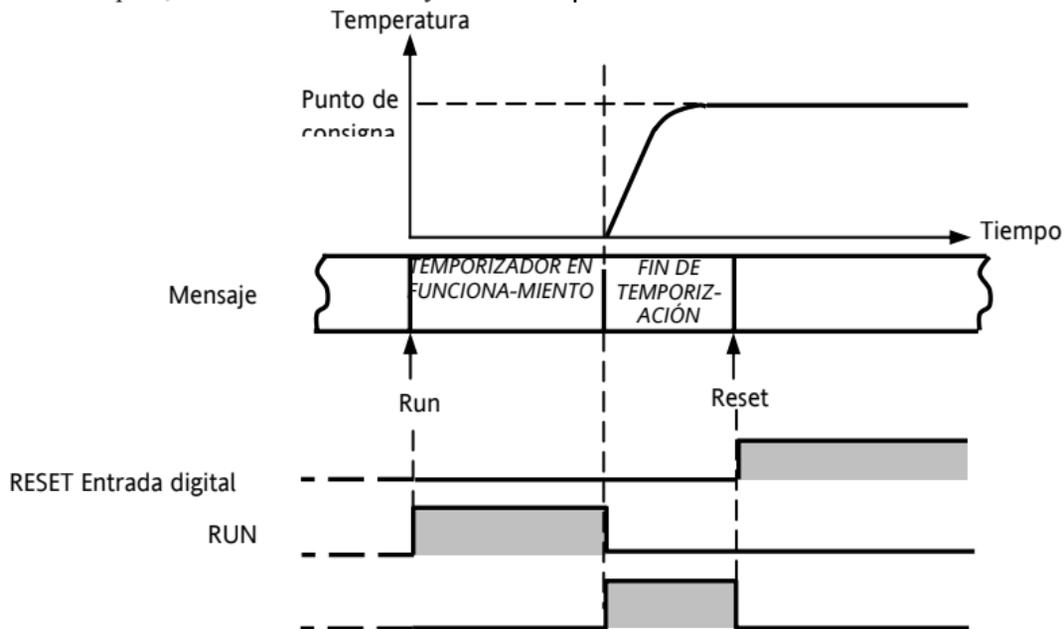 Temperatura
Punto de
consigna
Tiempo
Mensaje
TEMPORIZADOR EN
FUNCIONA-MIENTO
FIN DE
TEMPORIZ-
ACIÓN
Run
Reset
RESET Entrada digital
RUN